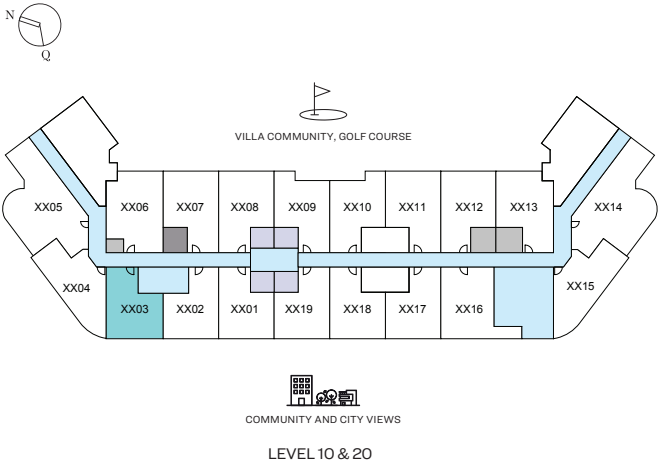 N
Q
VILLA COMMUNITY, GOLF COURSE
XX05
XX06
XX07
XX08
XX09
XX10
XX11
XX12
XX13
XX14
XX04
XX03
XX02
XX01
XX19
XX18
XX17
XX16
XX15
COMMUNITY AND CITY VIEWS
LEVEL 10 & 20